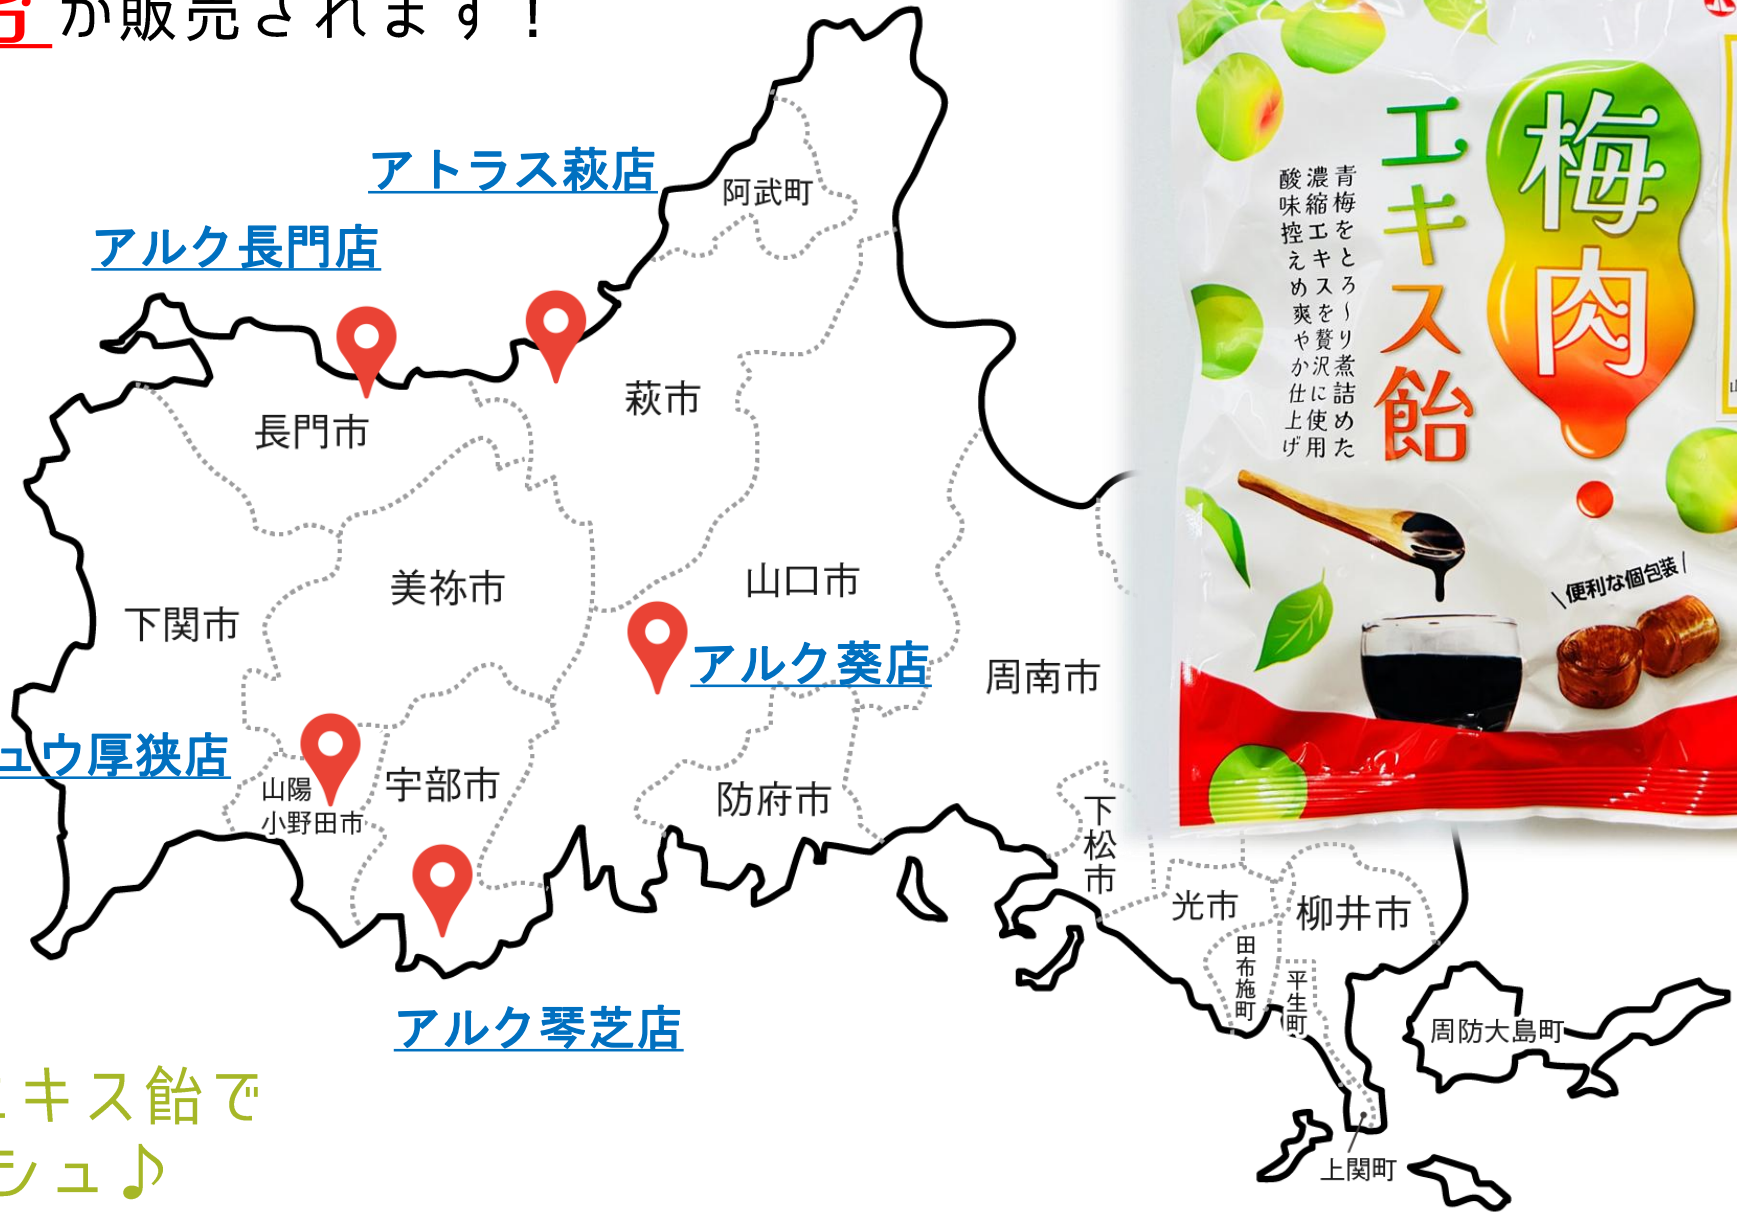 が販売されます！
アトラス萩店
アルク長門店
阿武町
長門市
萩市
美祢市
山口市
下関市
アルク葵店
周南市
ュウ厚狭店
山陽
小野田市
宇部市
防府市
下松市
光市
柳井市
田布施町
平生町
周防大島町
上関町
アルク琴芝店
キス飴で
シュ♪
梅肉
エキス飴
青梅をとろ～り煮詰めた
濃縮エキスを贅沢に使用
酸味控えめ爽やか仕上げ
\便利な個包装/